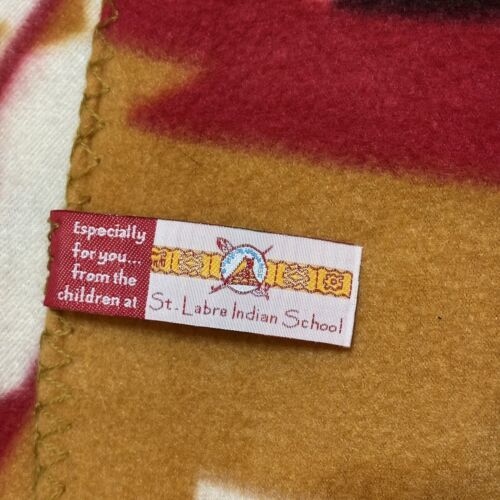 Especially
for you...
from the
children at
St. Labre Indian School